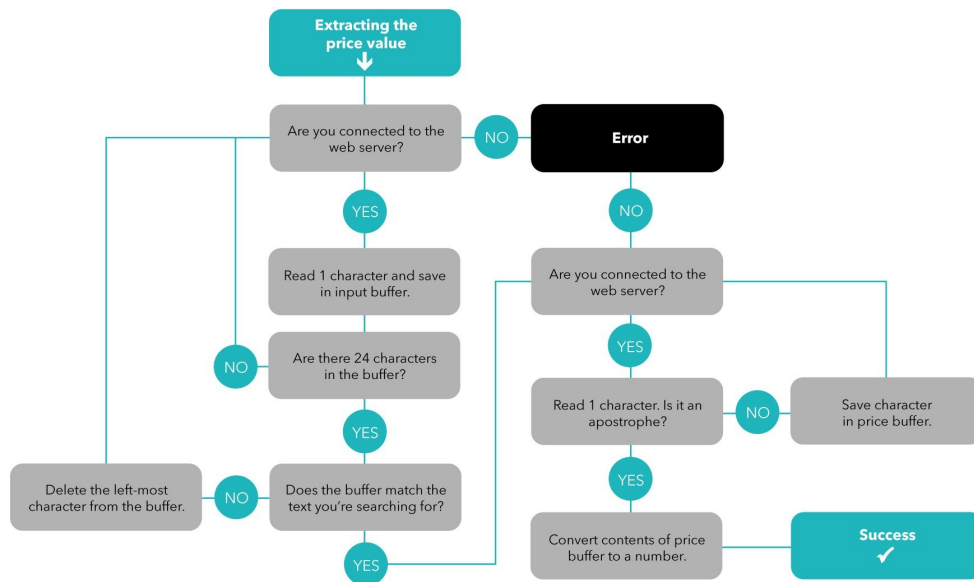 Extracting the
price value
Are you connected to the
web server?
NO
Error
YES
NO
Read 1 character and save
in input buffer.
Are you connected to the
web server?
NO
Are there 24 characters
in the buffer?
YES
YES
Read 1 character. Is it an
apostrophe?
NO
Save character
in price buffer.
Delete the left-most
character from the buffer.
NO
Does the buffer match the
text you’re searching for?
YES
YES
Convert contents of price
buffer to a number.
Success